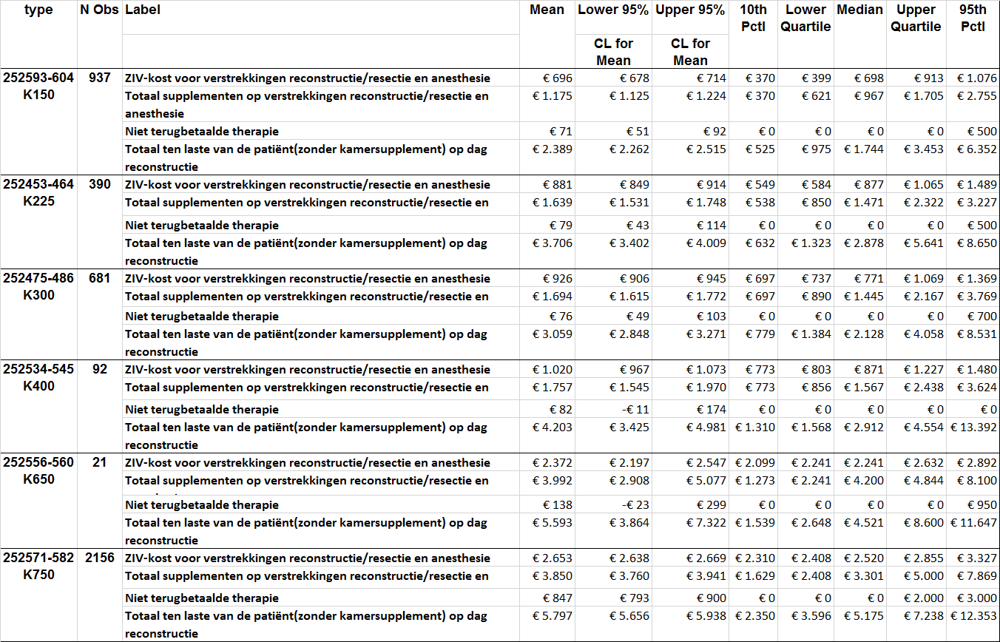 type N Obs Label Mean Lower 95% Upper 95% 10th Lower Median Upper 95th
Pctl Quartile Quartile Pctl
CL for CL for
Mean Mean
252593-604 937 ZIV-kost voor verstrekkingen reconstructie/resectie en anesthesie € 696 € 678 € 714 € 370 € 399 € 698 € 913 € 1.076
K150 Totaal supplementen op verstrekkingen reconstructie/resectie en € 1.175 € 1.125 € 1.224 € 370 € 621 € 967 € 1.705 € 2.755
anesthesie
Niet terugbetaalde therapie € 71 € 51 € 92 € 0 € 0 € 0 € 0 € 500
Totaal ten laste van de patiënt(zonder kamersupplement) op dag € 2.389 € 2.262 € 2.515 € 525 € 975 € 1.744 € 3.453 € 6.352
reconstructie
252453-464 390 ZIV-kost voor verstrekkingen reconstructie/resectie en anesthesie € 881 € 849 € 914 € 549 € 584 € 877 € 1.065 € 1.489
K225 Totaal supplementen op verstrekkingen reconstructie/resectie en € 1.639 € 1.531 € 1.748 € 538 € 850 € 1.471 € 2.322 € 3.227
Niet terugbetaalde therapie € 79 € 43 € 114 € 0 € 0 € 0 € 0 € 500
Totaal ten laste van de patiënt(zonder kamersupplement) op dag € 3.706 € 3.402 € 4.009 € 632 € 1.323 € 2.878 € 5.641 € 8.650
reconstructie
252475-486 681 ZIV-kost voor verstrekkingen reconstructie/resectie en anesthesie € 926 € 906 € 945 € 697 € 737 € 771 € 1.069 € 1.369
K300 Totaal supplementen op verstrekkingen reconstructie/resectie en € 1.694 € 1.615 € 1.772 € 697 € 890 € 1.445 € 2.167 € 3.769
Niet terugbetaalde therapie € 76 € 49 € 103 € 0 € 0 € 0 € 0 € 700
Totaal ten laste van de patiënt(zonder kamersupplement) op dag € 3.059 € 2.848 € 3.271 € 779 € 1.384 € 2.128 € 4.058 € 8.531
reconstructie
252534-545 92 ZIV-kost voor verstrekkingen reconstructie/resectie en anesthesie € 1.020 € 967 € 1.073 € 773 € 803 € 871 € 1.227 € 1.480
K400 Totaal supplementen op verstrekkingen reconstructie/resectie en € 1.757 € 1.545 € 1.970 € 773 € 856 € 1.567 € 2.438 € 3.624
Niet terugbetaalde therapie € 82 -€ 11 € 174 € 0 € 0 € 0 € 0 € 0
Totaal ten laste van de patiënt(zonder kamersupplement) op dag € 4.203 € 3.425 € 4.981 € 1.310 € 1.568 € 2.912 € 4.554 € 13.392
reconstructie
252556-560 21 ZIV-kost voor verstrekkingen reconstructie/resectie en anesthesie € 2.372 € 2.197 € 2.547 € 2.099 € 2.241 € 2.241 € 2.632 € 2.892
K650 Totaal supplementen op verstrekkingen reconstructie/resectie en € 3.992 € 2.908 € 5.077 € 1.273 € 2.241 € 4.200 € 4.844 € 8.100
Niet terugbetaalde therapie € 138 -€ 23 € 299 € 0 € 0 € 0 € 0 € 950
Totaal ten laste van de patiënt(zonder kamersupplement) op dag € 5.593 € 3.864 € 7.322 € 1.539 € 2.648 € 4.521 € 8.600 € 11.647
reconstructie
252571-582 2156 ZIV-kost voor verstrekkingen reconstructie/resectie en anesthesie € 2.653 € 2.638 € 2.669 € 2.310 € 2.408 € 2.520 € 2.855 € 3.327
K750 Totaal supplementen op verstrekkingen reconstructie/resectie en € 3.850 € 3.760 € 3.941 € 1.629 € 2.408 € 3.301 € 5.000 € 7.869
Niet terugbetaalde therapie € 847 € 793 € 900 € 0 € 0 € 0 € 2.000 € 3.000
Totaal ten laste van de patiënt(zonder kamersupplement) op dag € 5.797 € 5.656 € 5.938 € 2.350 € 3.596 € 5.175 € 7.238 € 12.353
reconstructie